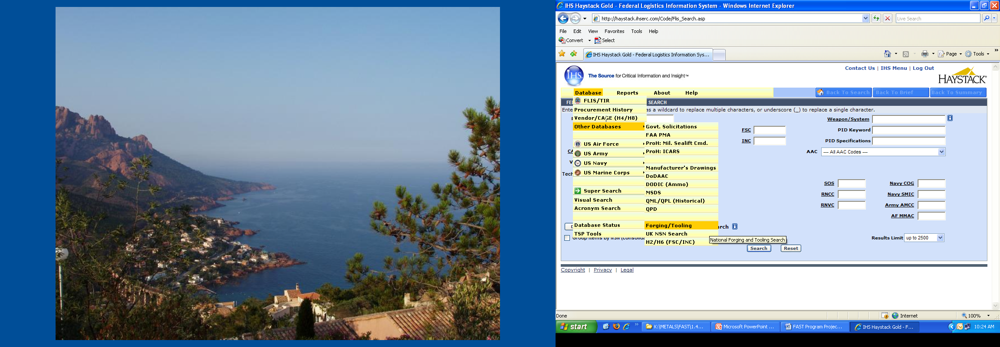 IHS Haystack Gold - Federal Logistics Information System - Windows Internet Explorer
http://haystack.ihserc.com/Code/Flis_Search.asp
Live Search
File Edit View Favorites Tools Help
Convert Select
IHS Haystack Gold - Federal Logistics Information Sys...
Page Tools
Contact Us | IHS Menu | Log Out
IHS
The Source for Critical Information and Insight™
HAYSTACK®
Database Reports About Help
Back To Search Back To Brief Back To Summary
FLIS/TIR
SEARCH
Procurement History
as a wildcard to replace multiple characters, or underscore (_) to replace a single character.
Vendor/CAGE (H4/H8)
Weapon/System
Other Databases
Govt. Solicitations
FSC
PID Keyword
FAA PMA
US Air Force
ProH: Mil. Sealift Cmd.
INC
PID Specifications
US Army
ProH: ICARS
AAC
--- All AAC Codes ---
US Navy
Manufacturer's Drawings
US Marine Corps
Tech
DoDAAC
DODIC (Ammo)
SOS
Navy COG
Super Search
MSDS
RNCC
Navy SMIC
Visual Search
QML/QPL (Historical)
RNVC
Army AMCC
Acronym Search
QPD
AF MMAC
Database Status
Forging/Tooling
TSP Tools
UK NSN Search
National Forging and Tooling Search
Group Items by NSN
Results Limit
up to 2500
H2/H6 (FSC/INC)
Search Reset
Copyright | Privacy | Legal
Done
Internet
100%
start
K:\METALS\FAST\1.4...
Microsoft PowerPoint ...
FAST Program Projec...
IHS Haystack Gold - F...
10:24 AM